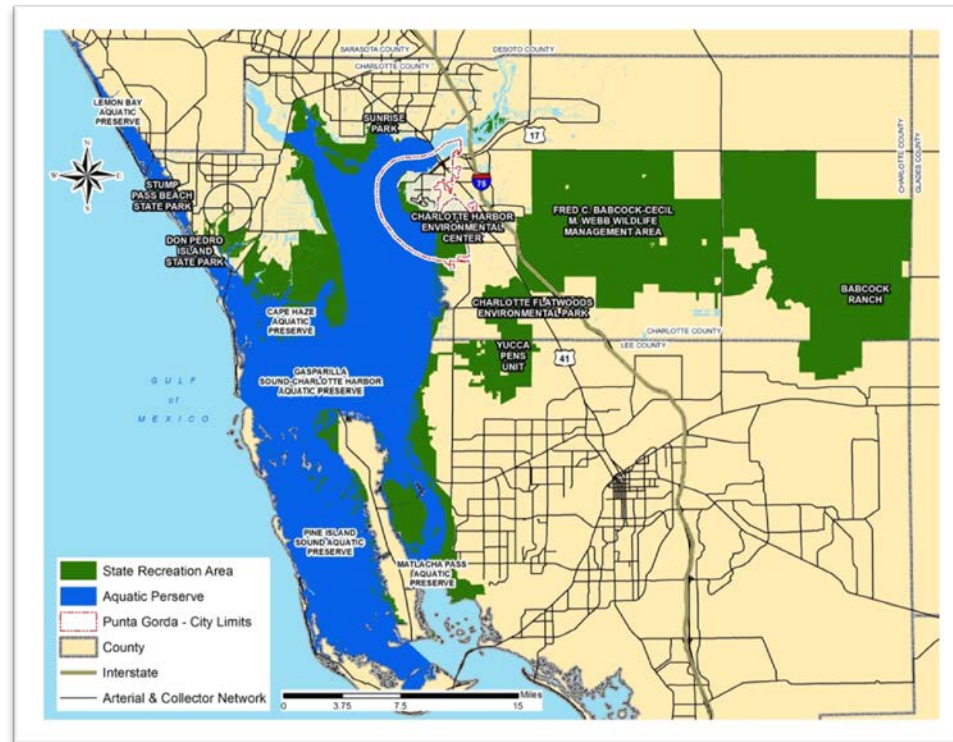 SARASOTA COUNTY
CHARLOTTE COUNTY
DESOTO COUNTY
LEMON BAY
AQUATIC
PRESERVE
SUNRISE
PARK
17
N
W
E
S
75
STUMP
PASS BEACH
STATE PARK
DON PEDRO
ISLAND
STATE PARK
CHARLOTTE HARBOR
ENVIRONMENTAL
CENTER
FRED C. BABCOCK-CECIL
M. WEBB WILDLIFE
MANAGEMENT AREA
CHARLOTTE COUNTY
GLADES COUNTY
BABCOCK
RANCH
CAPE HAZE
AQUATIC
PRESERVE
CHARLOTTE FLATWOODS
ENVIRONMENTAL PARK
CHARLOTTE COUNTY
LEE COUNTY
YUCCA
PENS
UNIT
41
GASPARILLA
SOUND-CHARLOTTE HARBOR
AQUATIC PRESERVE
GULF
of
MEXICO
PINE ISLAND
SOUND AQUATIC
PRESERVE
MATLACHA PASS
AQUATIC
PRESERVE
State Recreation Area
Aquatic Perserve
Punta Gorda - City Limits
County
Interstate
Arterial & Collector Network
Miles
0 3.75 7.5 15